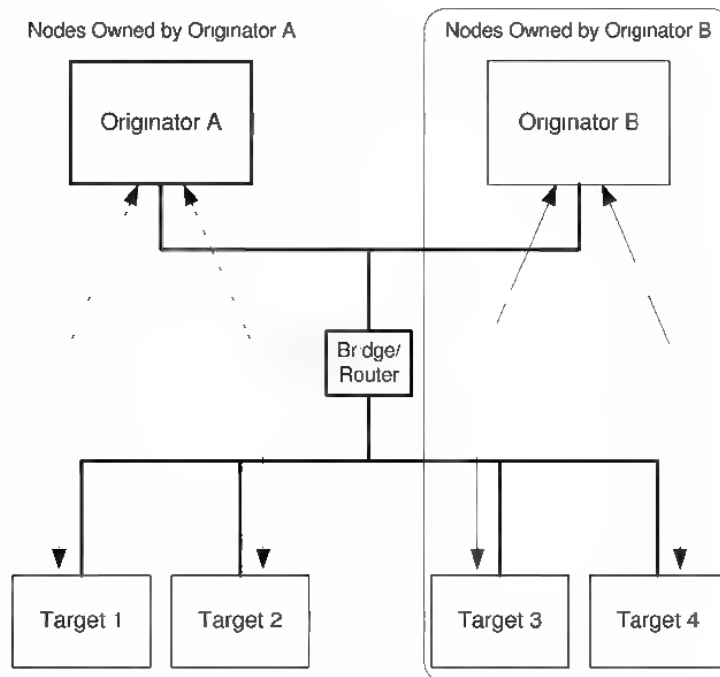 Nodes Owned by Originator A
Nodes Owned by Originator B
Originator A
Originator B
Bridge/
Router
Target 1
Target 2
Target 3
Target 4